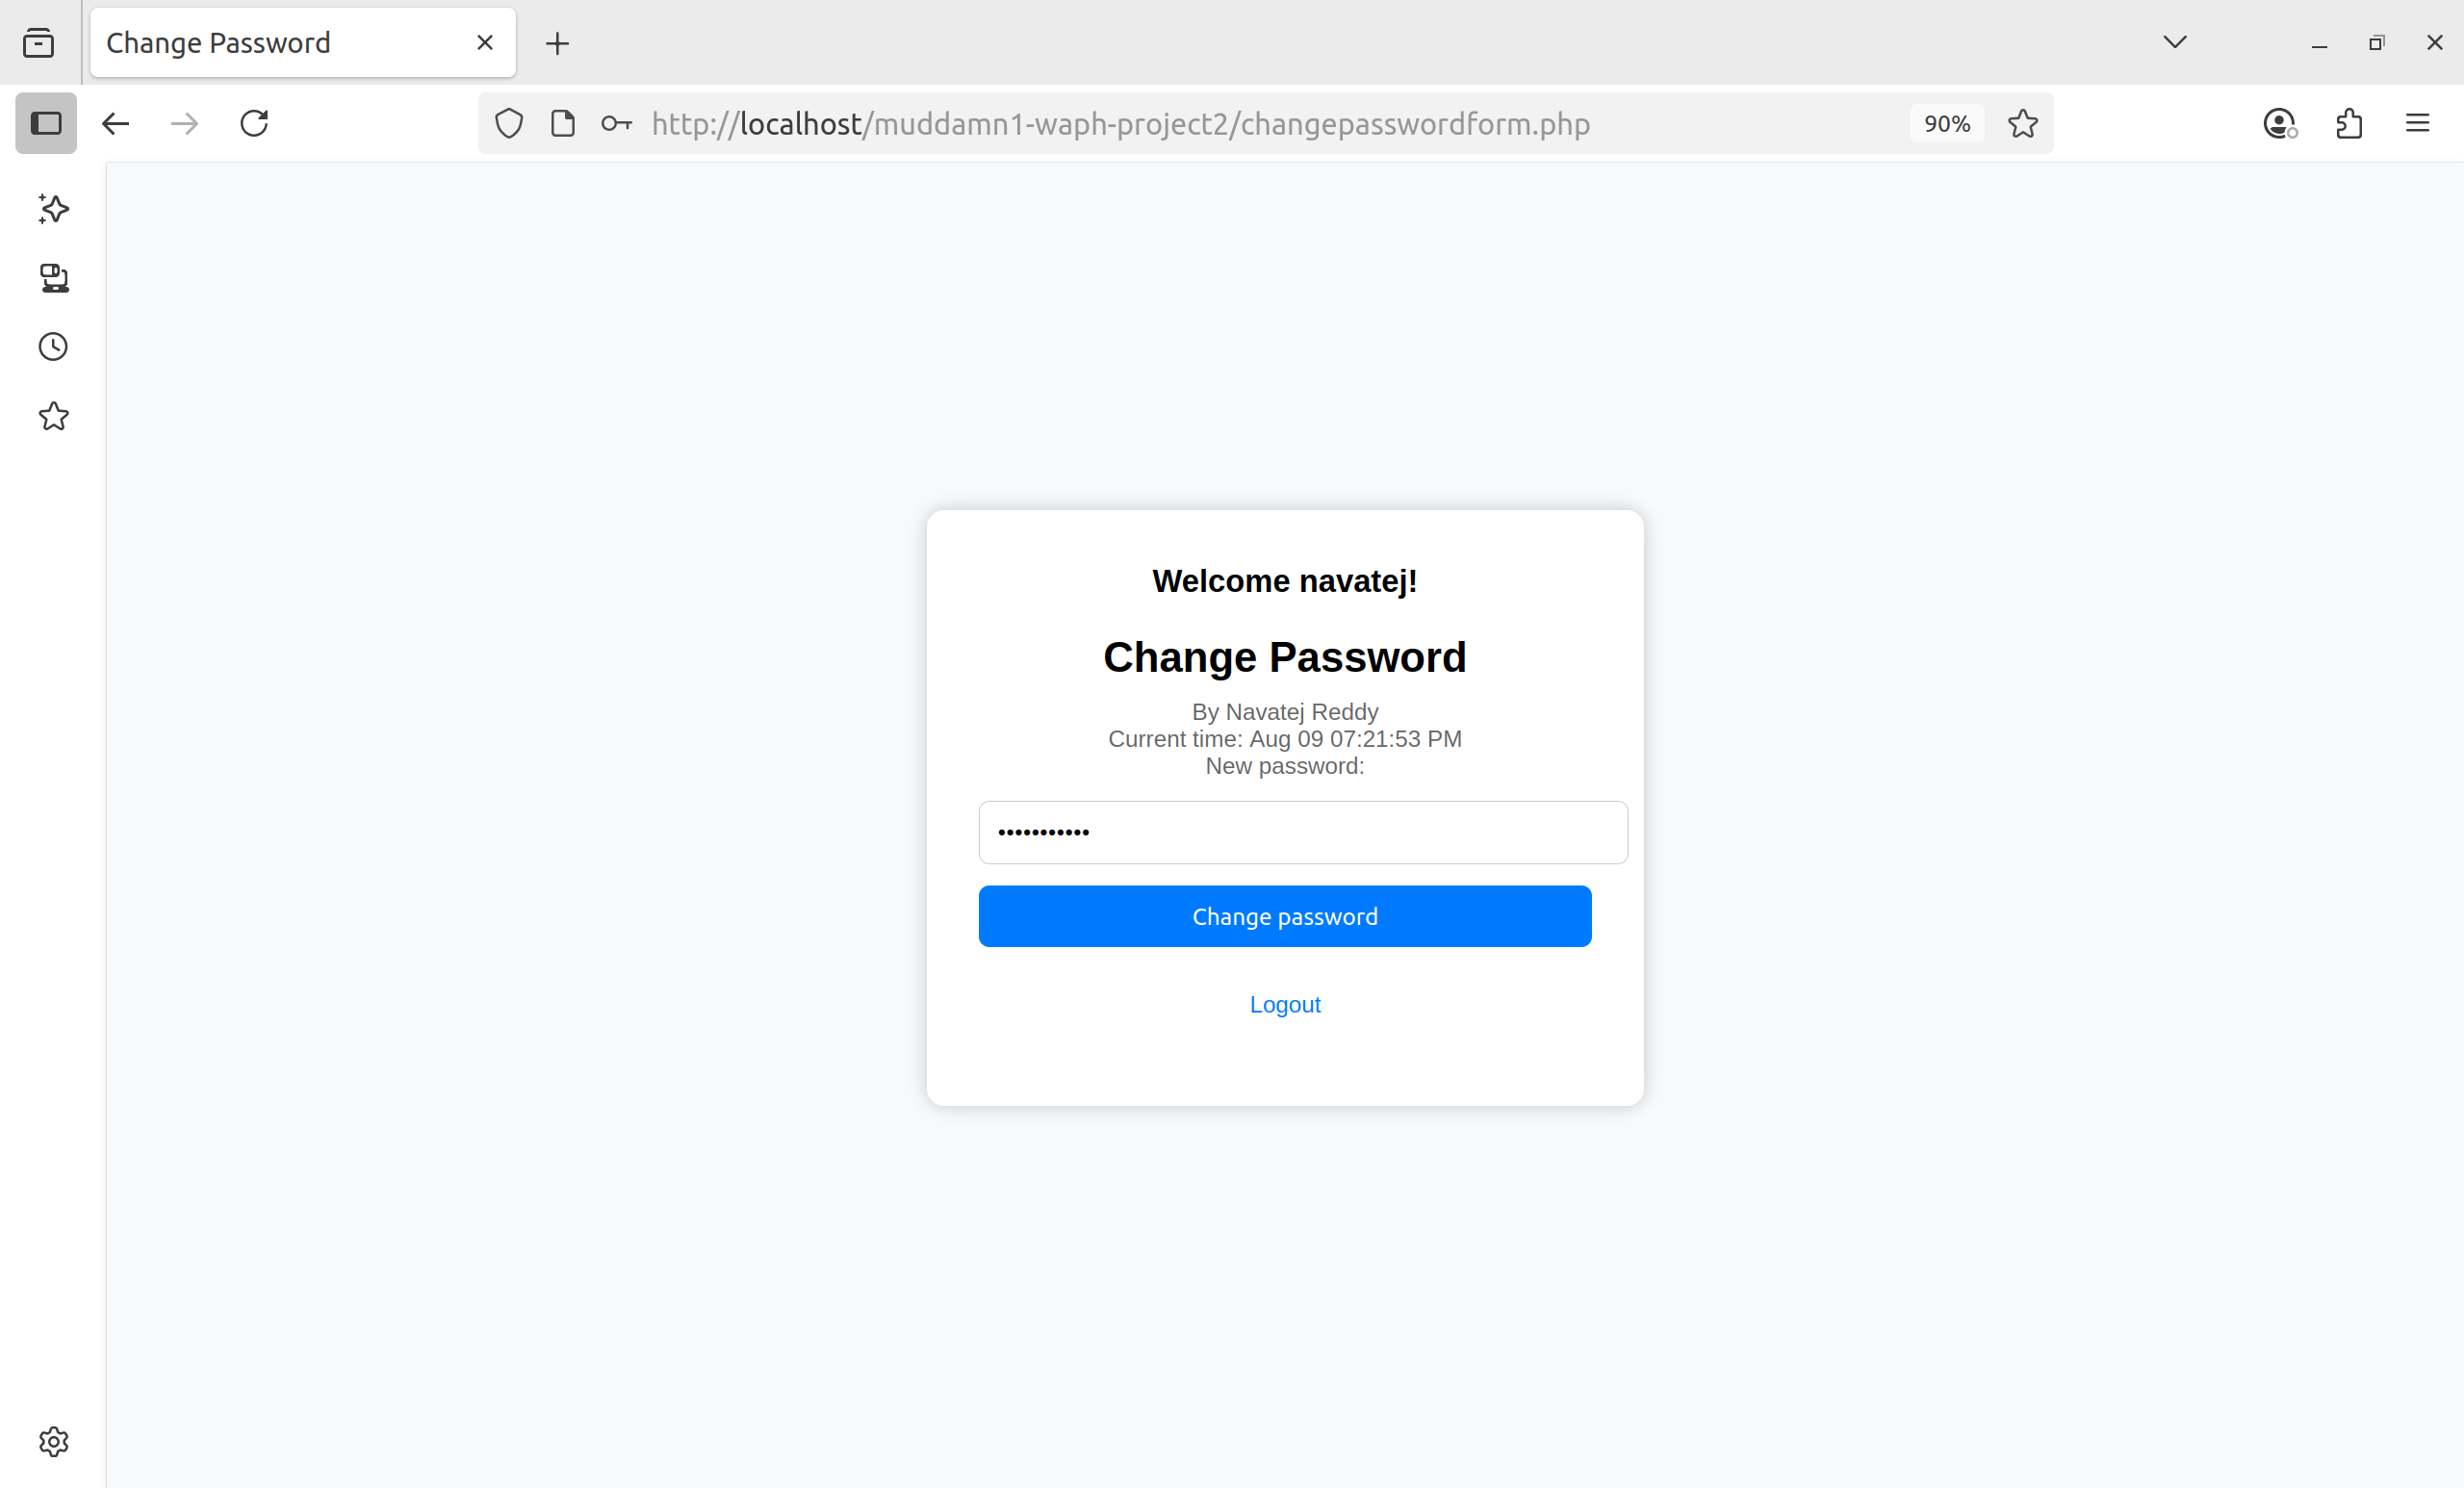 Change Password
http://localhost/muddamn1-waph-project2/changepasswordform.php
90%
Welcome navatej!
Change Password
By Navatej Reddy
Current time: Aug 09 07:21:53 PM
New password:
•••••••••••
Change password
Logout